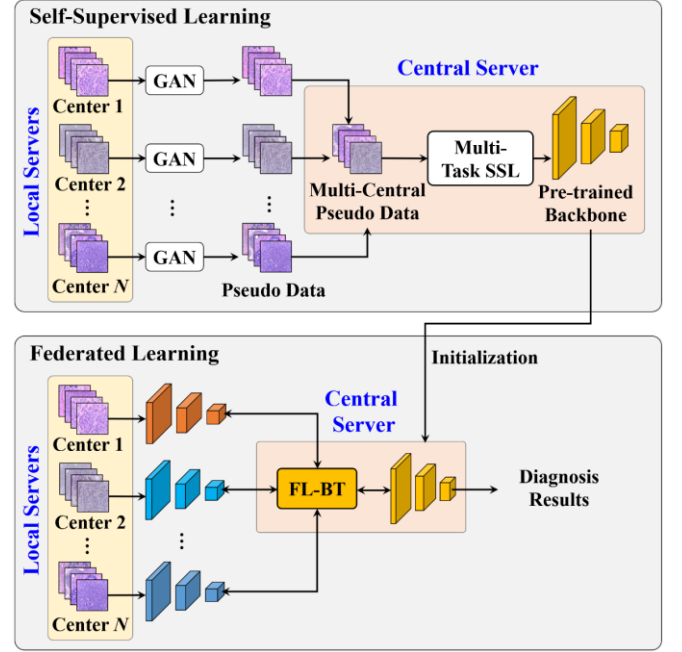 Self-Supervised Learning
Local Servers
Center 1
GAN
Center 2
GAN
Center N
GAN
Pseudo Data
Central Server
Multi-Central
Pseudo Data
Multi-
Task SSL
Pre-trained
Backbone
Initialization
Federated Learning
Local Servers
Center 1
Center 2
Center N
Central
Server
FL-BT
Diagnosis
Results